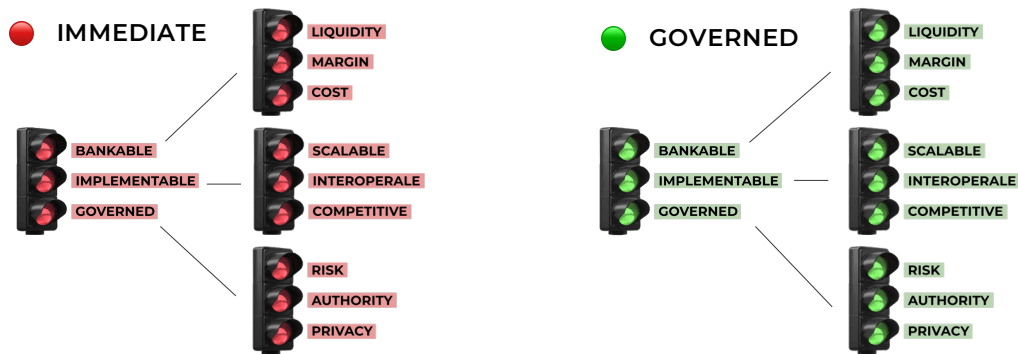 IMMEDIATE
LIQUIDITY
MARGIN
COST
BANKABLE
IMPLEMENTABLE
GOVERNED
SCALABLE
INTEROPERALE
COMPETITIVE
RISK
AUTHORITY
PRIVACY
GOVERNED
LIQUIDITY
MARGIN
COST
BANKABLE
IMPLEMENTABLE
GOVERNED
SCALABLE
INTEROPERALE
COMPETITIVE
RISK
AUTHORITY
PRIVACY